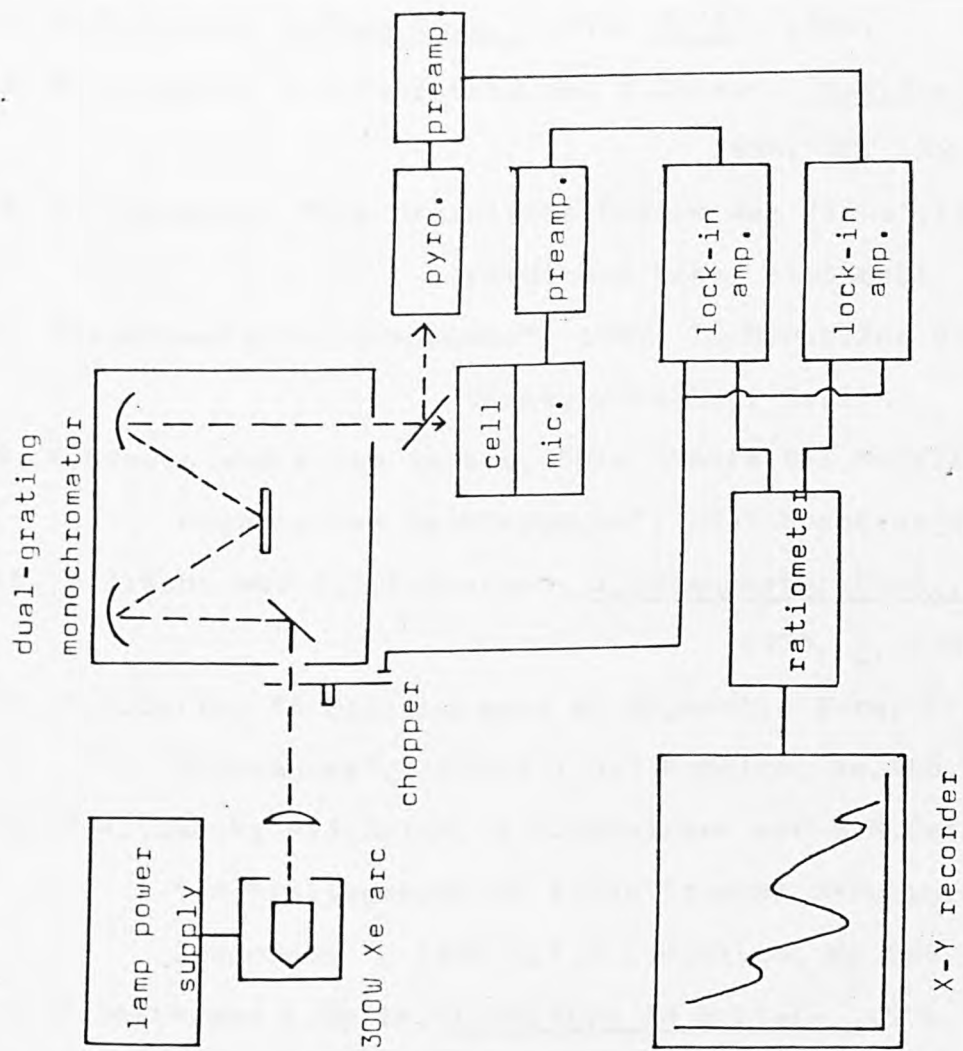 dual-grating
monochromator
lamp power
supply
300W Xe arc
chopper
pyro.
preamp.
cell
mic.
preamp.
lock-in
amp.
lock-in
amp.
ratiometer
X-Y recorder